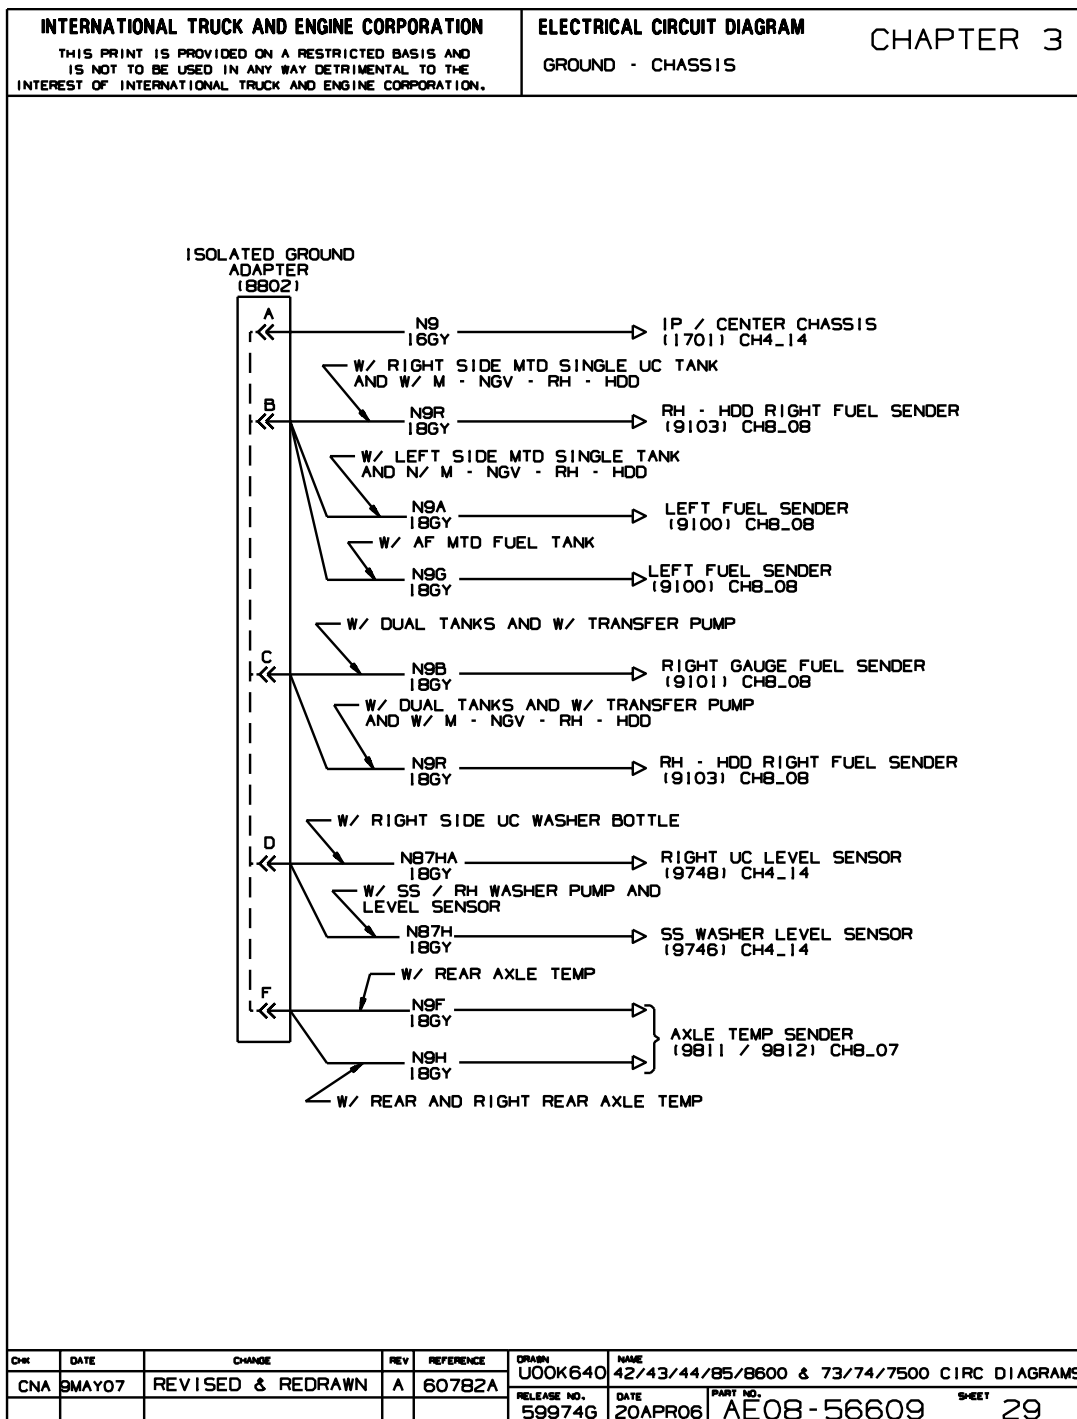 INTERNATIONAL TRUCK AND ENGINE CORPORATION
THIS PRINT IS PROVIDED ON A RESTRICTED BASIS AND
IS NOT TO BE USED IN ANY WAY DETRIMENTAL TO THE
INTEREST OF INTERNATIONAL TRUCK AND ENGINE CORPORATION.
ELECTRICAL CIRCUIT DIAGRAM
GROUND - CHASSIS
CHAPTER 3
ISOLATED GROUND
ADAPTER
(8802)
A
N9
16GY
IP / CENTER CHASSIS
(1701) CH4_14
W/ RIGHT SIDE MTD SINGLE UC TANK
AND W/ M - NGV - RH - HDD
B
N9R
18GY
RH - HDD RIGHT FUEL SENDER
(9103) CH8_08
W/ LEFT SIDE MTD SINGLE TANK
AND N/ M - NGV - RH - HDD
N9A
18GY
LEFT FUEL SENDER
(9100) CH8_08
W/ AF MTD FUEL TANK
N9G
18GY
LEFT FUEL SENDER
(9100) CH8_08
W/ DUAL TANKS AND W/ TRANSFER PUMP
C
N9B
18GY
RIGHT GAUGE FUEL SENDER
(9101) CH8_08
W/ DUAL TANKS AND W/ TRANSFER PUMP
AND W/ M - NGV - RH - HDD
N9R
18GY
RH - HDD RIGHT FUEL SENDER
(9103) CH8_08
W/ RIGHT SIDE UC WASHER BOTTLE
D
N87HA
18GY
RIGHT UC LEVEL SENSOR
(9748) CH4_14
W/ SS / RH WASHER PUMP AND
LEVEL SENSOR
N87H
18GY
SS WASHER LEVEL SENSOR
(9746) CH4_14
W/ REAR AXLE TEMP
F
N9F
18GY
AXLE TEMP SENDER
(9811 / 9812) CH8_07
N9H
18GY
W/ REAR AND RIGHT REAR AXLE TEMP
CHK DATE CHANGE REV REFERENCE
CNA 9MAY07 REVISED & REDRAWN A 60782A
DRAWN
U00K640
NAME
42/43/44/85/8600 & 73/74/7500 CIRC DIAGRAMS
RELEASE NO.
59974G
DATE
20APR06
PART NO.
AE08-56609
SHEET
29